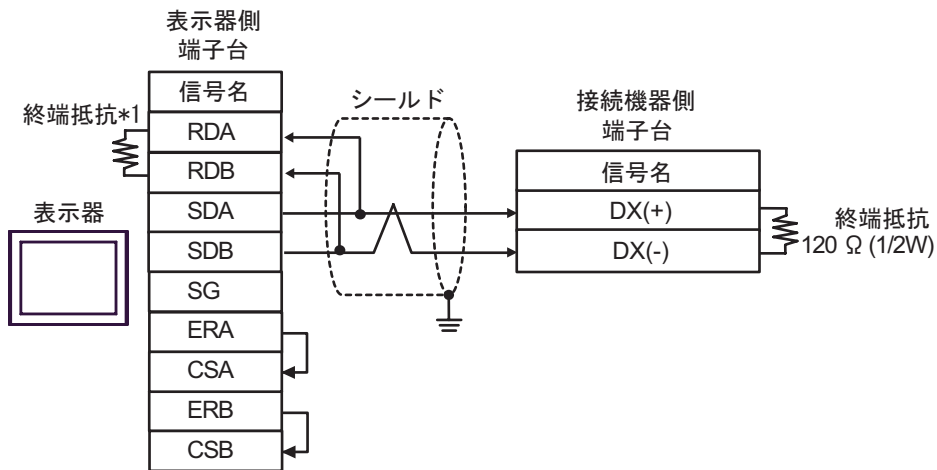 表示器側
端子台
信号名
終端抵抗*1
RDA
RDB
SDA
SDB
SG
ERA
CSA
ERB
CSB
表示器
シールド
接続機器側
端子台
信号名
DX(+)
DX(-)
終端抵抗
120 Ω (1/2W)